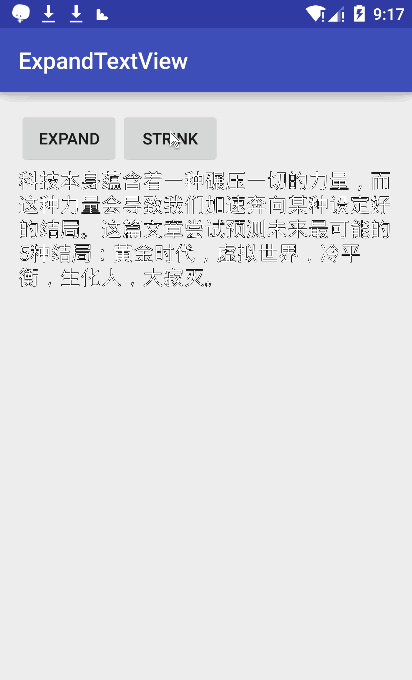 9:17
ExpandTextView
EXPAND STRINK
科技本身蕴含着一种碾压一切的力量，而
这种力量会导致我们加速奔向某种设定好
的结局。这篇文章尝试预测未来最可能的
5种结局：黄金时代，虚拟世界，冷平
衡，生化人，大寂灭。